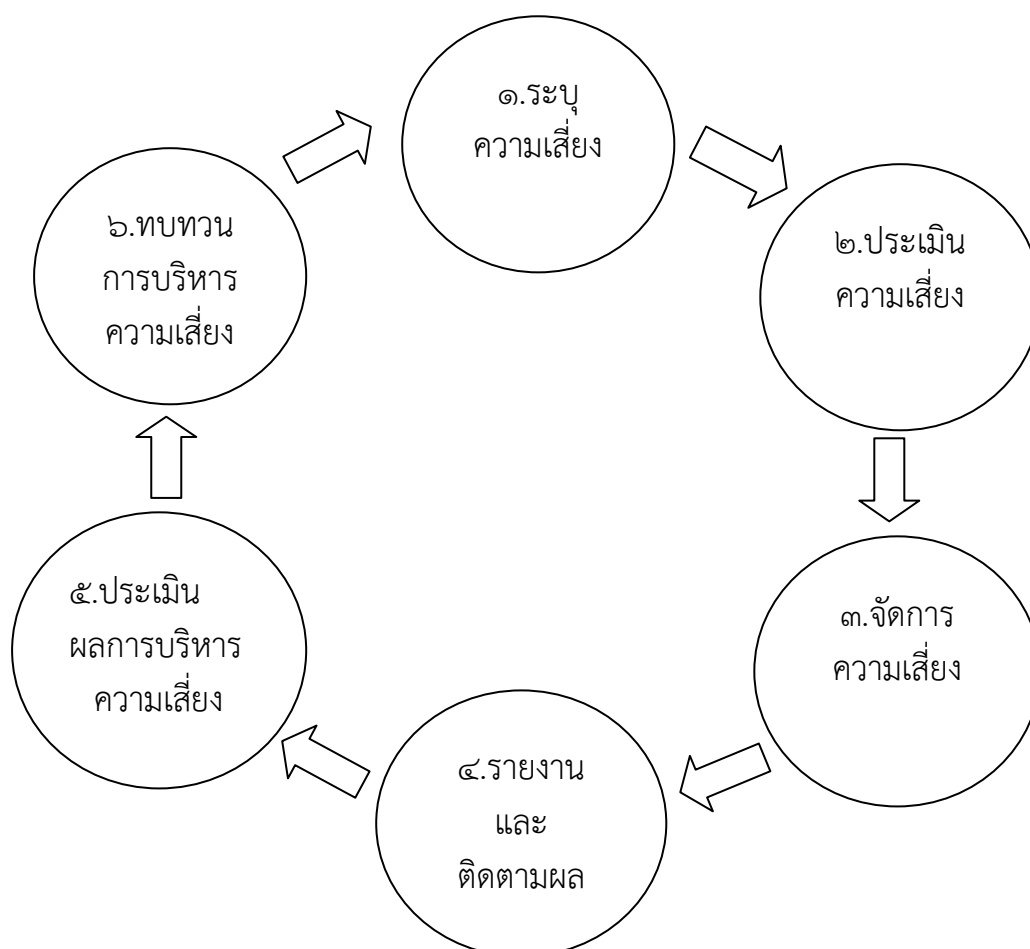 ๑.ระบุ
ความเสี่ยง
๒.ประเมิน
ความเสี่ยง
๓.จัดการ
ความเสี่ยง
๔.รายงาน
และ
ติดตามผล
๕.ประเมิน
ผลการบริหาร
ความเสี่ยง
๖.ทบทวน
การบริหาร
ความเสี่ยง